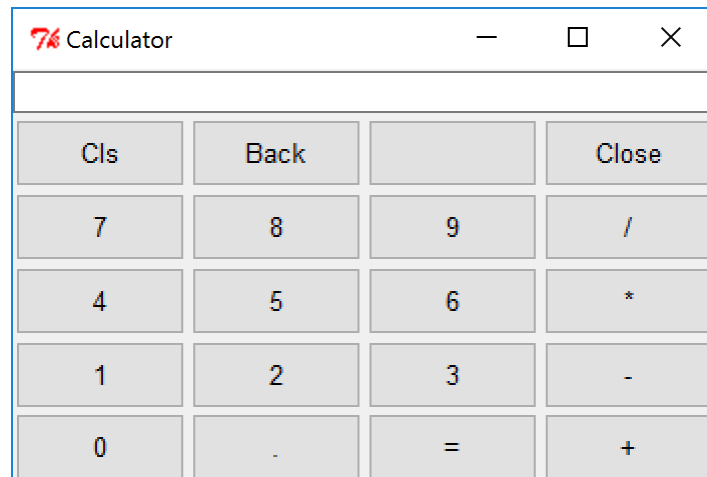 Calculator
Cls Back Close
7 8 9 /
4 5 6 *
1 2 3 -
0 . = +